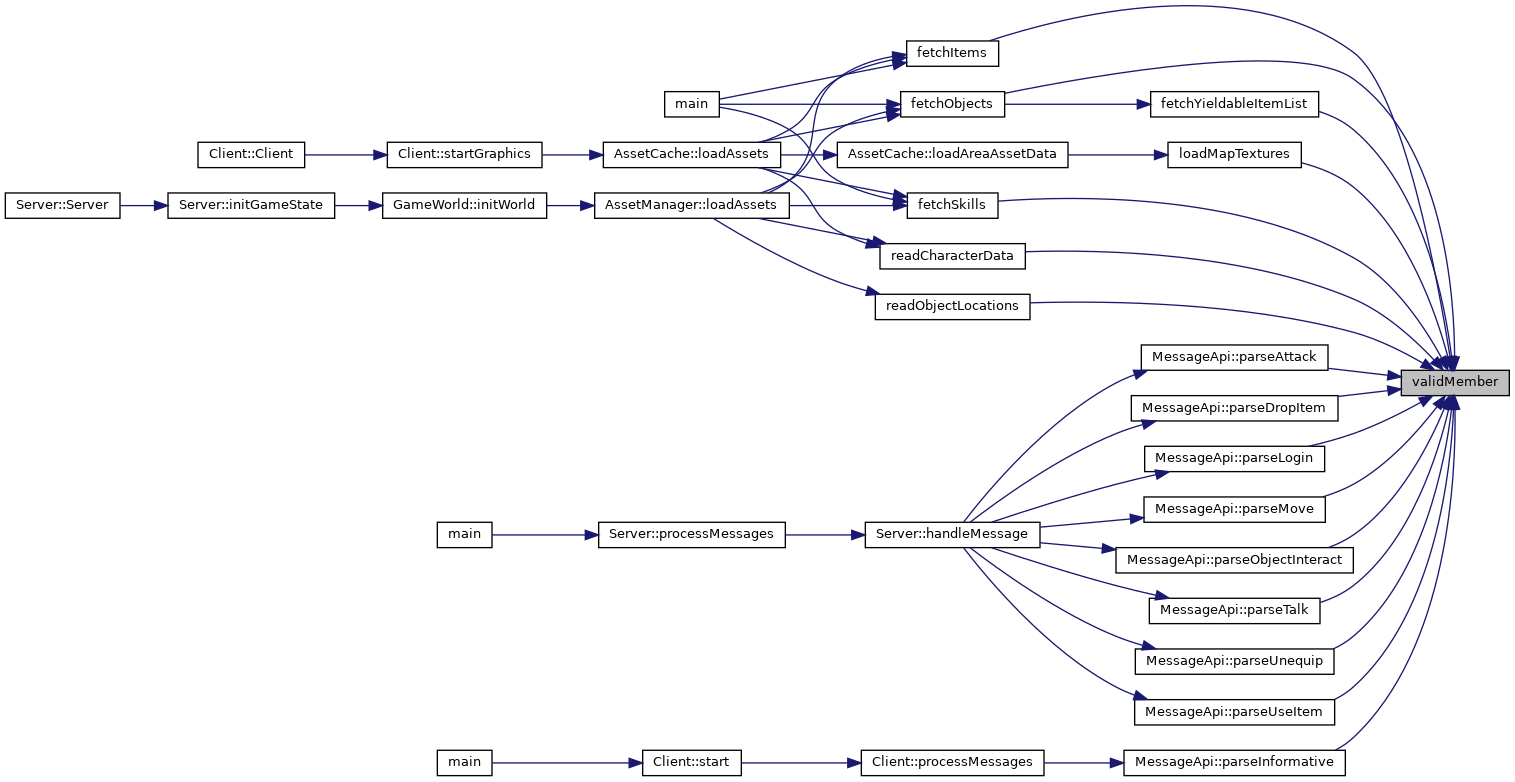 fetchItems
main
fetchObjects
fetchYieldableItemList
Client::Client
Client::startGraphics
AssetCache::loadAssets
AssetCache::loadAreaAssetData
loadMapTextures
Server::Server
Server::initGameState
GameWorld::initWorld
AssetManager::loadAssets
fetchSkills
readCharacterData
readObjectLocations
MessageApi::parseAttack
validMember
MessageApi::parseDropItem
MessageApi::parseLogin
MessageApi::parseMove
main
Server::processMessages
Server::handleMessage
MessageApi::parseObjectInteract
MessageApi::parseTalk
MessageApi::parseUnequip
MessageApi::parseUseItem
main
Client::start
Client::processMessages
MessageApi::parseInformative